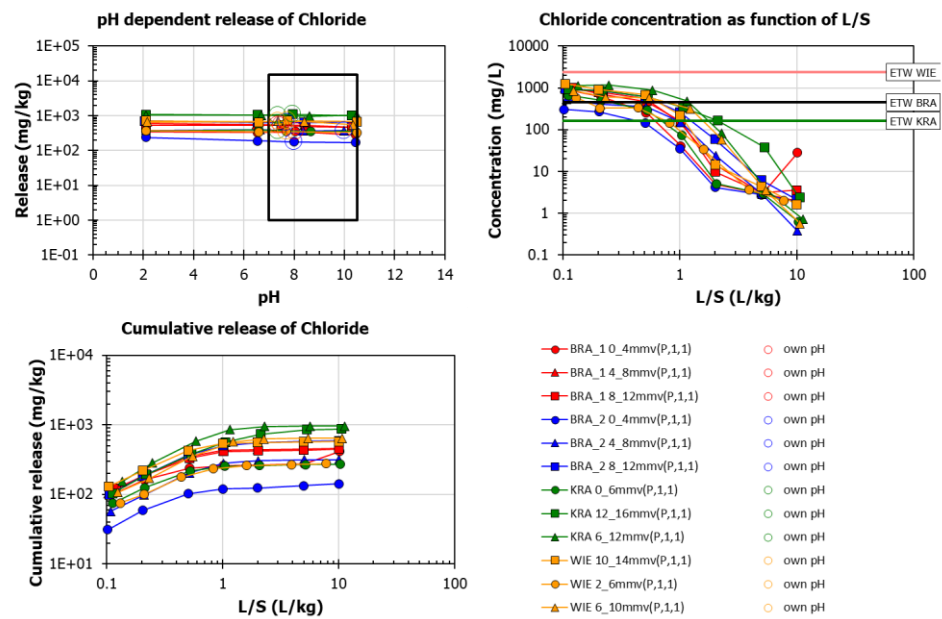 pH dependent release of Chloride
Release (mg/kg)
1E+05
1E+04
1E+03
1E+02
1E+01
1E+00
1E-01
0 2 4 6 8 10 12 14
pH
Chloride concentration as function of L/S
Concentration (mg/L)
10000
1000
100
10
1
0.1
0.1 1 10 100
L/S (L/kg)
ETW WIE
ETW BRA
ETW KRA
Cumulative release of Chloride
Cumulative release (mg/kg)
1E+04
1E+03
1E+02
1E+01
0.1 1 10 100
L/S (L/kg)
BRA_1 0_4mmv(P,1,1) own pH
BRA_1 4_8mmv(P,1,1) own pH
BRA_1 8_12mmv(P,1,1) own pH
BRA_2 0_4mmv(P,1,1) own pH
BRA_2 4_8mmv(P,1,1) own pH
BRA_2 8_12mmv(P,1,1) own pH
KRA 0_6mmv(P,1,1) own pH
KRA 12_16mmv(P,1,1) own pH
KRA 6_12mmv(P,1,1) own pH
WIE 10_14mmv(P,1,1) own pH
WIE 2_6mmv(P,1,1) own pH
WIE 6_10mmv(P,1,1) own pH